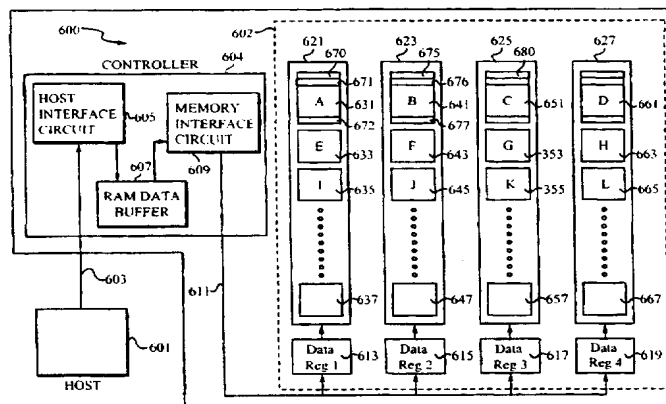 600
602
621
623
625
627
CONTROLLER
604
670
675
680
HOST
INTERFACE
CIRCUIT
605
MEMORY
INTERFACE
CIRCUIT
609
607
RAM DATA
BUFFER
671
676
A
631
B
641
C
651
D
661
672
677
E
633
F
643
G
353
H
663
I
635
J
645
K
355
L
665
603
611
637
647
657
667
601
HOST
Data
Reg 1
613
Data
Reg 2
615
Data
Reg 3
617
Data
Reg 4
619